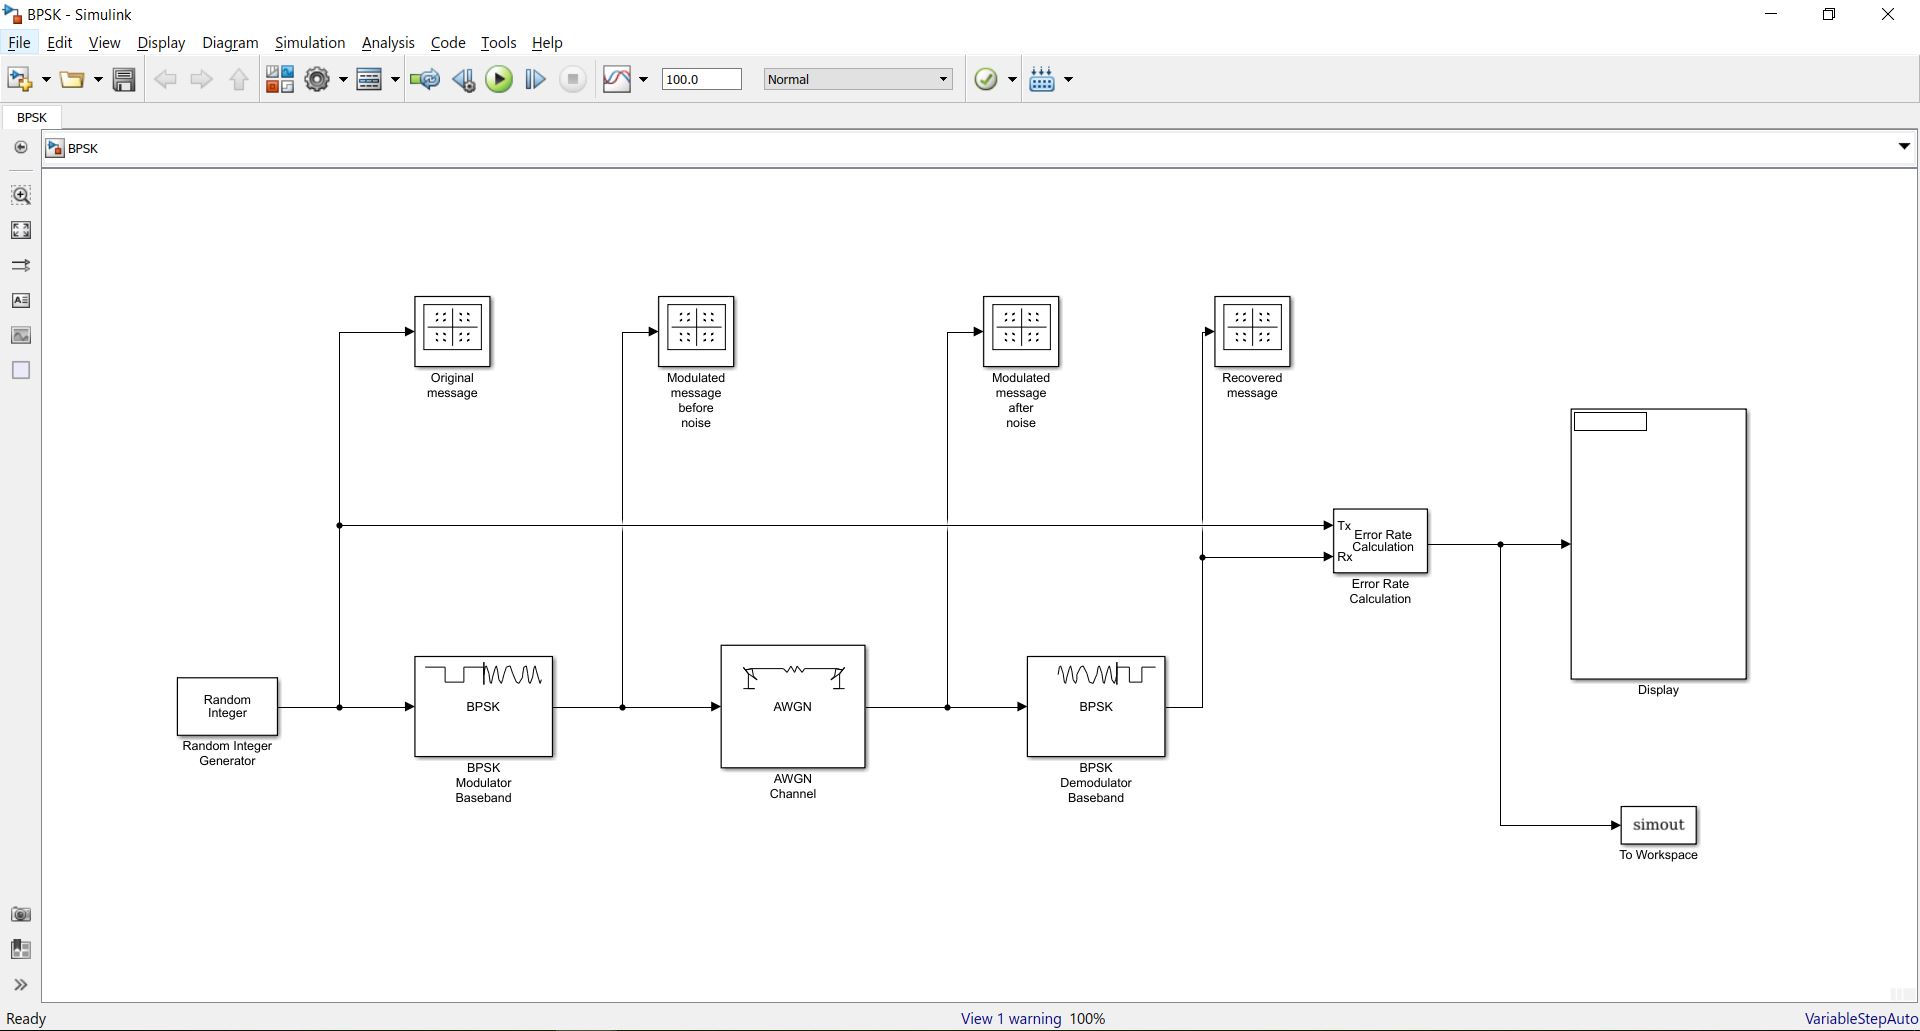 BPSK - Simulink
File Edit View Display Diagram Simulation Analysis Code Tools Help
100.0
Normal
BPSK
BPSK
Original
message
Modulated
message
before
noise
Modulated
message
after
noise
Recovered
message
Tx
Rx
Error Rate
Calculation
Error Rate
Calculation
Display
Random
Integer
Random Integer
Generator
BPSK
BPSK
Modulator
Baseband
AWGN
AWGN
Channel
BPSK
BPSK
Demodulator
Baseband
simout
To Workspace
Ready
View 1 warning 100%
VariableStepAuto